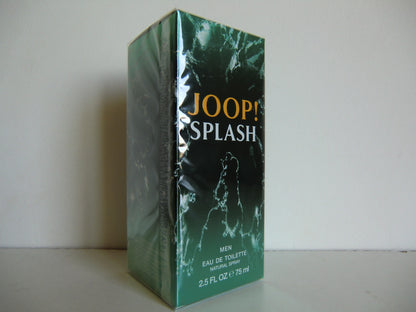 JOOP!
SPLASH
MEN
EAU DE TOILETTE
NATURAL SPRAY
2.5 FL. OZ ℮ 75 ml